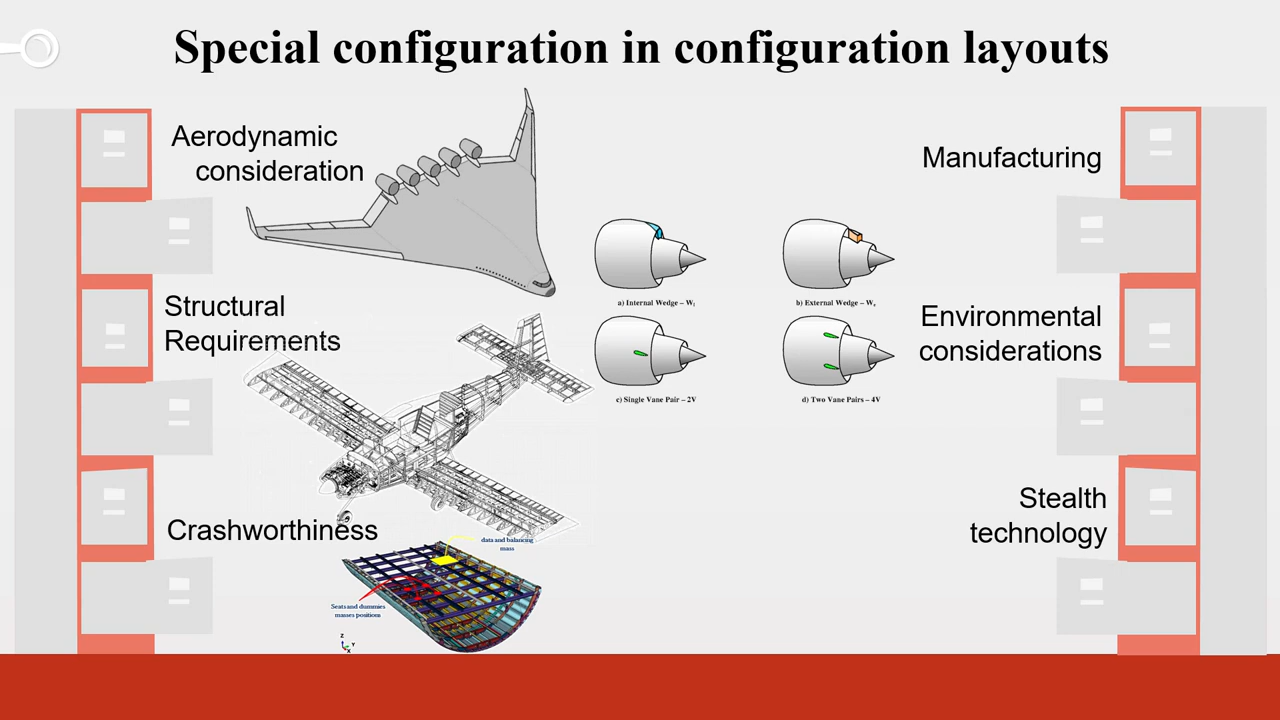 Special configuration in configuration layouts
Aerodynamic
consideration
Structural
Requirements
Crashworthiness
a) Internal Wedge – WI
b) External Wedge – We
c) Single Vane Pair – 2V
d) Two Vane Pairs – 4V
data and balancing
mass
Seats and dummies
masses positions
Z
Y
X
Manufacturing
Environmental
considerations
Stealth
technology